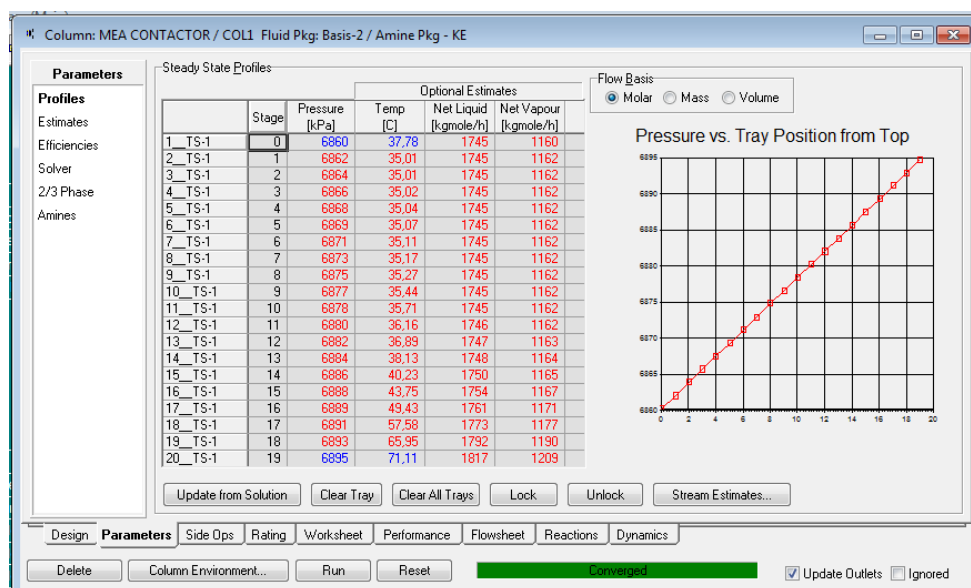 Column: MEA CONTACTOR / COL1 Fluid Pkg: Basis-2 / Amine Pkg - KE
Parameters
Profiles
Estimates
Efficiencies
Solver
2/3 Phase
Amines
Steady State Profiles
Optional Estimates
Stage Pressure [kPa] Temp [C] Net Liquid [kgmole/h] Net Vapour [kgmole/h]
1__TS-1 0 6860 37,78 1745 1160
2__TS-1 1 6862 35,01 1745 1162
3__TS-1 2 6864 35,01 1745 1162
4__TS-1 3 6866 35,02 1745 1162
5__TS-1 4 6868 35,04 1745 1162
6__TS-1 5 6869 35,07 1745 1162
7__TS-1 6 6871 35,11 1745 1162
8__TS-1 7 6873 35,17 1745 1162
9__TS-1 8 6875 35,27 1745 1162
10__TS-1 9 6877 35,44 1745 1162
11__TS-1 10 6878 35,71 1745 1162
12__TS-1 11 6880 36,16 1746 1162
13__TS-1 12 6882 36,89 1747 1163
14__TS-1 13 6884 38,13 1748 1164
15__TS-1 14 6886 40,23 1750 1165
16__TS-1 15 6888 43,75 1754 1167
17__TS-1 16 6889 49,43 1761 1171
18__TS-1 17 6891 57,58 1773 1177
19__TS-1 18 6893 65,95 1792 1190
20__TS-1 19 6895 71,11 1817 1209
Flow Basis
Molar Mass Volume
Pressure vs. Tray Position from Top
6895
6890
6885
6880
6875
6870
6865
6860
0 2 4 6 8 10 12 14 16 18 20
Update from Solution Clear Tray Clear All Trays Lock Unlock Stream Estimates...
Design Parameters Side Ops Rating Worksheet Performance Flowsheet Reactions Dynamics
Delete Column Environment... Run Reset Converged Update Outlets Ignored